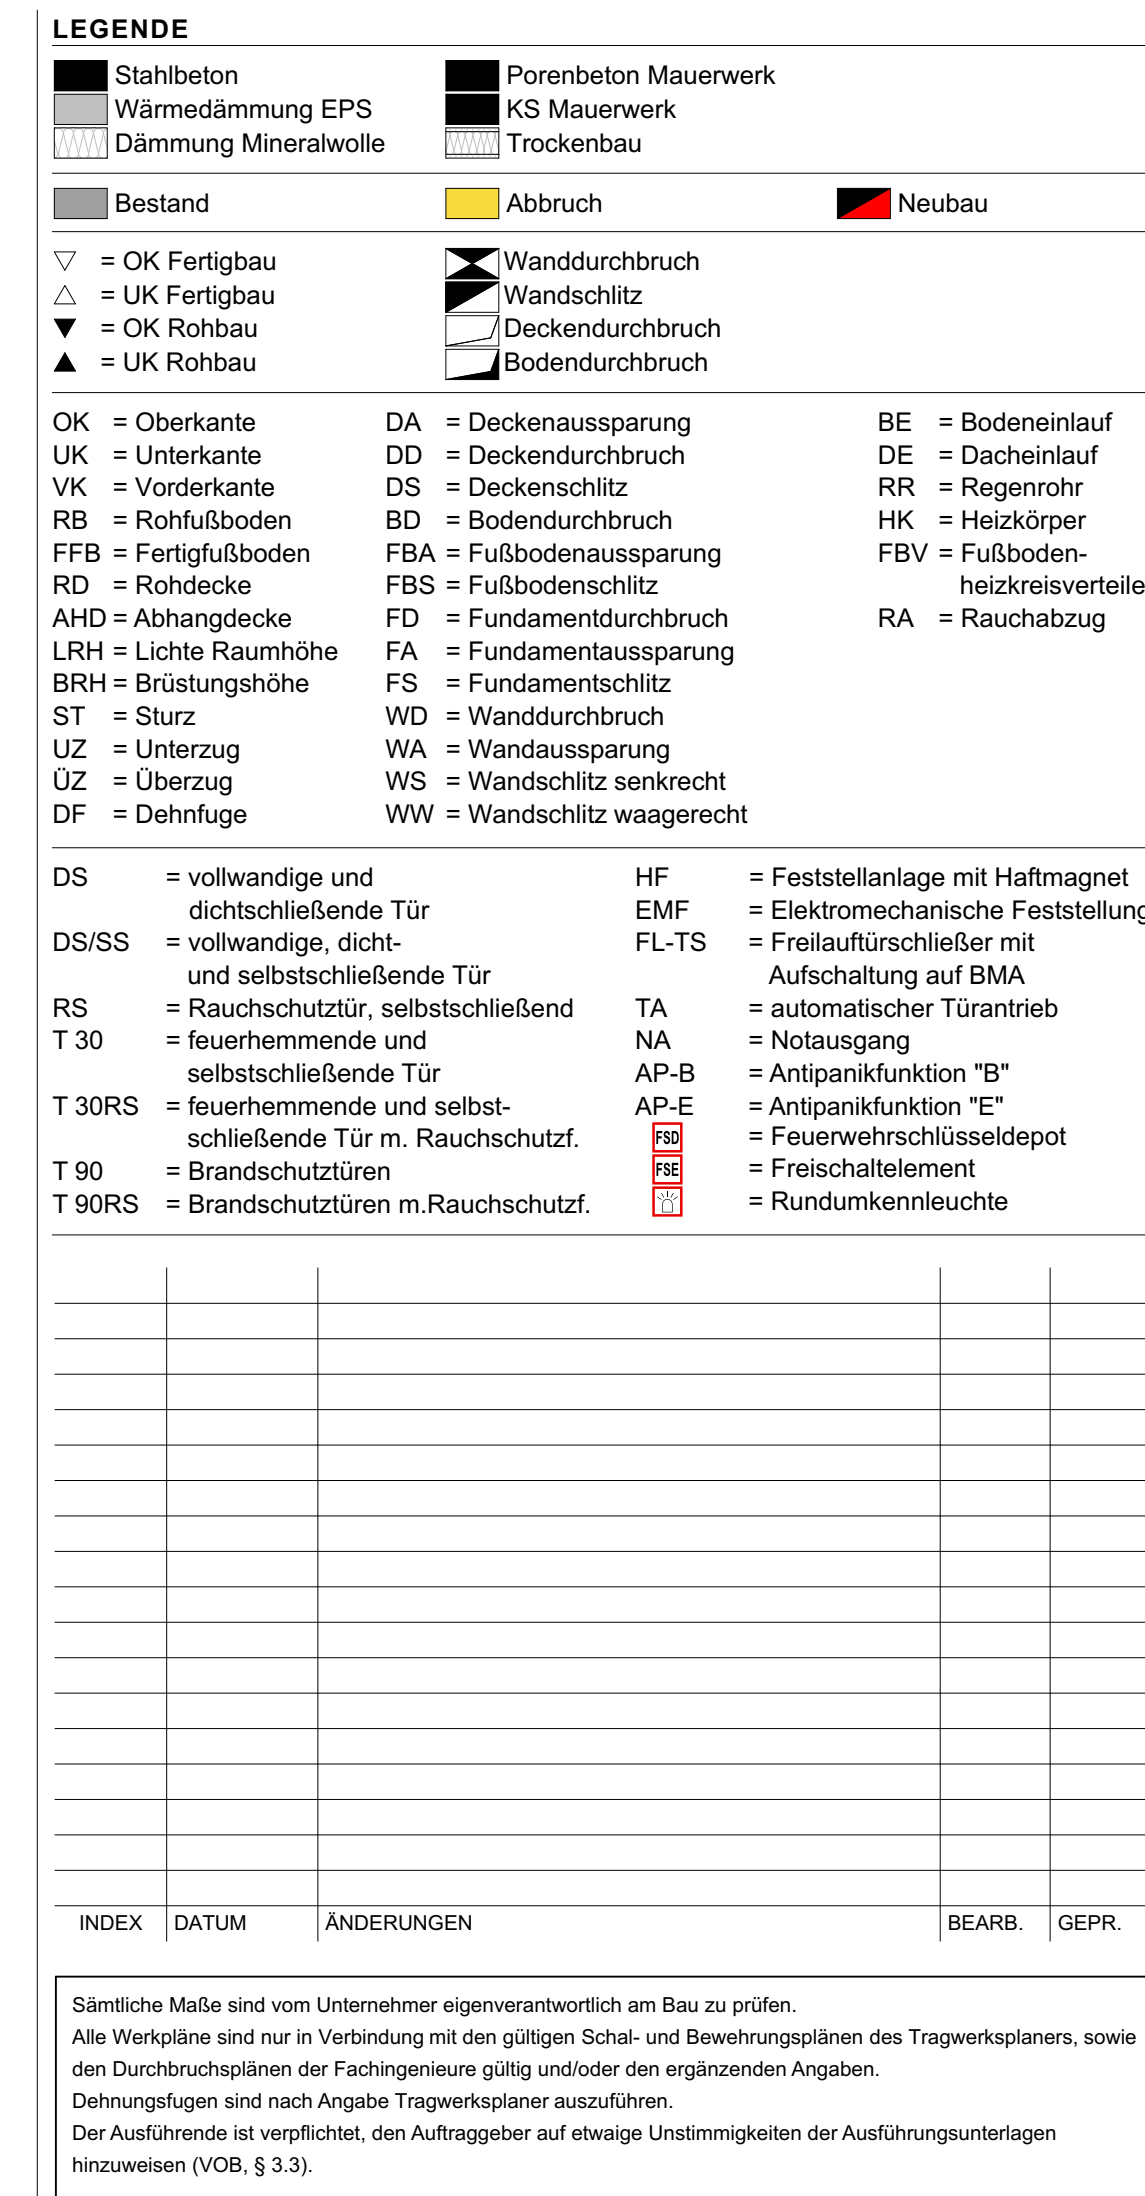 LEGENDE
Stahlbeton Porenbeton Mauerwerk
Wärmedämmung EPS KS Mauerwerk
Dämmung Mineralwolle Trockenbau
Bestand Abbruch Neubau
= OK Fertigbau Wanddurchbruch
= UK Fertigbau Wandschlitz
= OK Rohbau Deckendurchbruch
= UK Rohbau Bodendurchbruch
OK = Oberkante DA = Deckenaussparung BE = Bodeneinlauf
UK = Unterkante DD = Deckendurchbruch DE = Dacheinlauf
VK = Vorderkante DS = Deckenschlitz RR = Regenrohr
RB = Rohfußboden BD = Bodendurchbruch HK = Heizkörper
FFB = Fertigfußboden FBA = Fußbodenaussparung FBV = Fußboden-
RD = Rohdecke FBS = Fußbodenschlitz heizkreisverteile
AHD = Abhangdecke FD = Fundamentdurchbruch RA = Rauchabzug
LRH = Lichte Raumhöhe FA = Fundamentaussparung
BRH = Brüstungshöhe FS = Fundamentschlitz
ST = Sturz WD = Wanddurchbruch
UZ = Unterzug WA = Wandaussparung
ÜZ = Überzug WS = Wandschlitz senkrecht
DF = Dehnfuge WW = Wandschlitz waagerecht
DS = vollwandige und HF = Feststellanlage mit Haftmagnet
dichtschließende Tür EMF = Elektromechanische Feststellung
DS/SS = vollwandige, dicht- FL-TS = Freilauftürschließer mit
und selbstschließende Tür Aufschaltung auf BMA
RS = Rauchschutztür, selbstschließend TA = automatischer Türantrieb
T 30 = feuerhemmende und NA = Notausgang
selbstschließende Tür AP-B = Antipanikfunktion "B"
T 30RS = feuerhemmende und selbst- AP-E = Antipanikfunktion "E"
schließende Tür m. Rauchschutzf. FSD = Feuerwehrschlüsseldepot
T 90 = Brandschutztüren FSE = Freischaltelement
T 90RS = Brandschutztüren m.Rauchschutzf. = Rundumkennleuchte
INDEX DATUM ÄNDERUNGEN BEARB. GEPR.
Sämtliche Maße sind vom Unternehmer eigenverantwortlich am Bau zu prüfen.
Alle Werkpläne sind nur in Verbindung mit den gültigen Schal- und Bewehrungsplänen des Tragwerksplaners, sowie
den Durchbruchsplänen der Fachingenieure gültig und/oder den ergänzenden Angaben.
Dehnungsfugen sind nach Angabe Tragwerksplaner auszuführen.
Der Ausführende ist verpflichtet, den Auftraggeber auf etwaige Unstimmigkeiten der Ausführungsunterlagen
hinzuweisen (VOB, § 3.3).